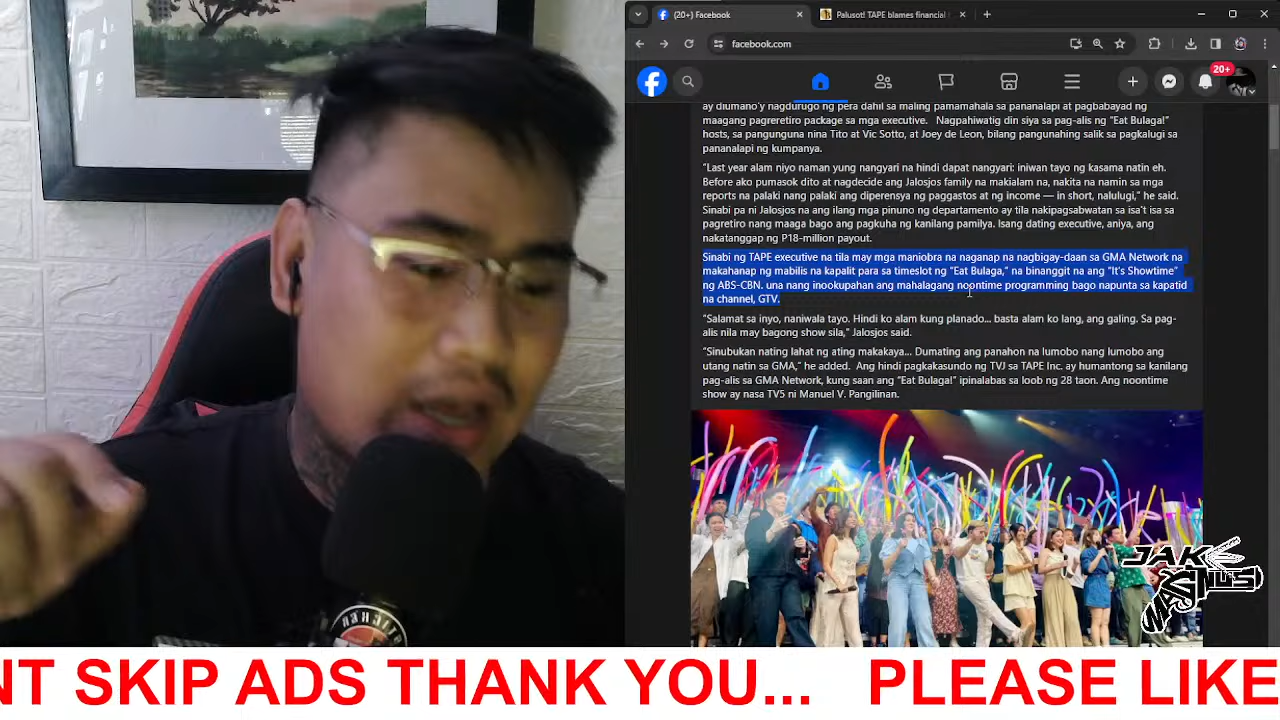 (20+) Facebook
Palusot! TAPE blames financial
facebook.com
20+
ay diumano'y nagdurugo ng pera dahil sa maling pamamahala sa pananalapi at pagbabayad ng
maagang pagreretiro package sa mga executive. Nagpahiwatig din siya sa pag-alis ng "Eat Bulaga!"
hosts, sa pangunguna nina Tito at Vic Sotto, at Joey de Leon, bilang pangunahing salik sa pagkalugi sa
pananalapi ng kumpanya.
"Last year alam niyo naman yung nangyari na hindi dapat nangyari: iniwan tayo ng kasama natin eh.
Before ako pumasok dito at nagdecide ang Jalosjos family na makialam na, nakita na namin sa mga
reports na palaki nang palaki ang diperensya ng paggastos at ng income — in short, nalulugi," he said.
Sinabi pa ni Jalosjos na ang ilang mga pinuno ng departamento ay tila nakipagsabwatan sa isa't isa sa
pagretiro nang maaga bago ang pagkuha ng kanilang pamilya. Isang dating executive, aniya, ang
nakatanggap ng P18-million payout.
Sinabi ng TAPE executive na tila may mga maniobra na naganap na nagbigay-daan sa GMA Network na
makahanap ng mabilis na kapalit para sa timeslot ng "Eat Bulaga," na binanggit na ang "It's Showtime"
ng ABS-CBN. una nang inookupahan ang mahalagang noontime programming bago napunta sa kapatid
na channel, GTV.
"Salamat sa inyo, naniwala tayo. Hindi ko alam kung planado... basta alam ko lang, ang galing. Sa pag-
alis nila may bagong show sila," Jalosjos said.
"Sinubukan nating lahat ng ating makakaya... Dumating ang panahon na lumobo nang lumobo ang
utang natin sa GMA," he added. Ang hindi pagkakasundo ng TVJ sa TAPE Inc. ay humantong sa kanilang
pag-alis sa GMA Network, kung saan ang "Eat Bulaga!" ipinalabas sa loob ng 28 taon. Ang noontime
show ay nasa TV5 ni Manuel V. Pangilinan.
JAK
NT SKIP ADS THANK YOU... PLEASE LIKE